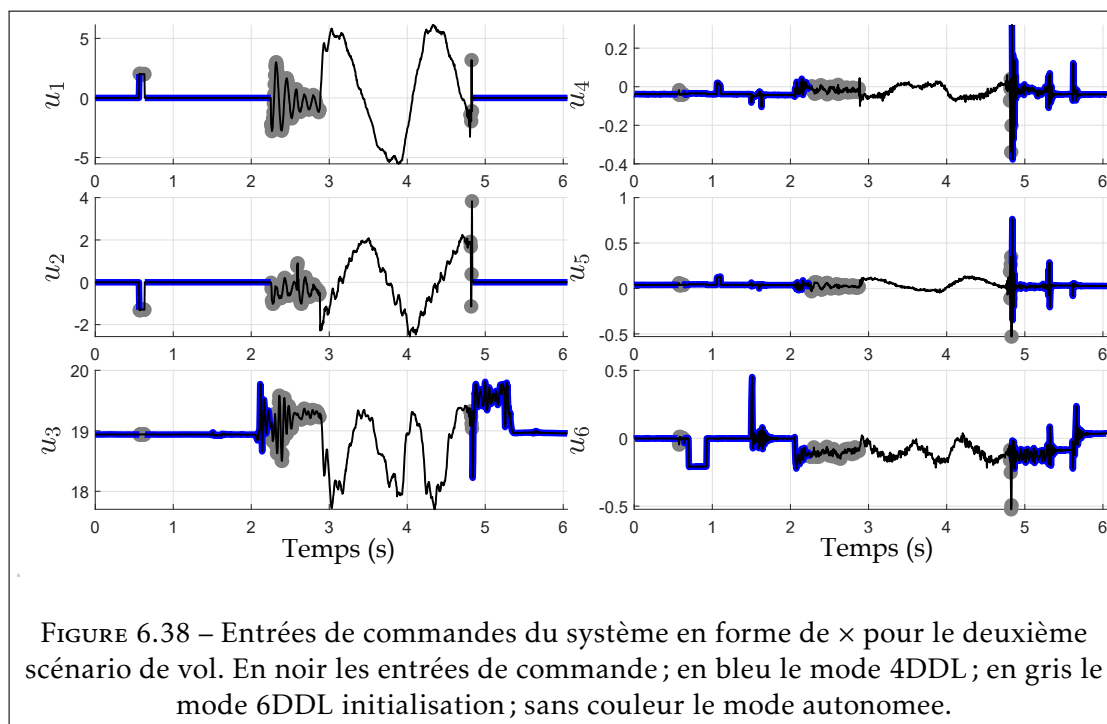 5
0
-5
u1
0 1 2 3 4 5 6
0.2
0
-0.2
-0.4
u4
0 1 2 3 4 5 6
4
2
0
-2
u2
0 1 2 3 4 5 6
1
0.5
0
-0.5
u5
0 1 2 3 4 5 6
20
19
18
u3
0 1 2 3 4 5 6
Temps (s)
0.5
0
-0.5
u6
0 1 2 3 4 5 6
Temps (s)
FIGURE 6.38 – Entrées de commandes du système en forme de × pour le deuxième
scénario de vol. En noir les entrées de commande ; en bleu le mode 4DDL ; en gris le
mode 6DDL initialisation ; sans couleur le mode autonomee.